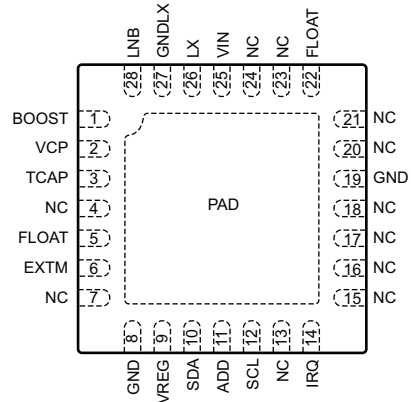 LNB GNDLX LX VIN NC NC FLOAT
28 27 26 25 24 23 22
BOOST 1
VCP 2
TCAP 3
NC 4
FLOAT 5
EXTM 6
NC 7
PAD
21 NC
20 NC
19 GND
18 NC
17 NC
16 NC
15 NC
8 9 10 11 12 13 14
GND VREG SDA ADD SCL NC IRQ